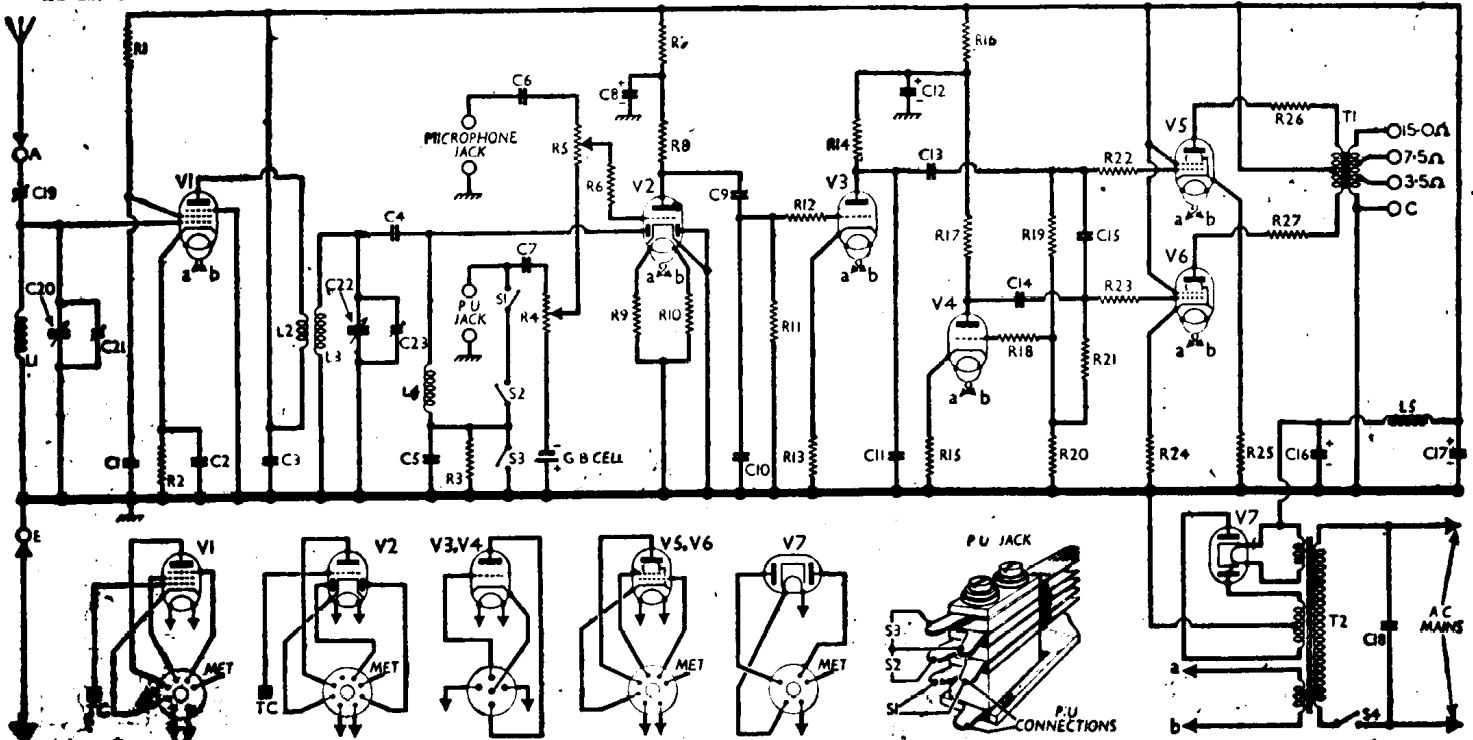 R1
A
C19
V1
a b
C20
C21
L1
C1
R2
C2
C3
L2
L3
C22
C23
C4
L4
C5
R3
MICROPHONE
JACK
C6
R5
R6
C7
P U
JACK
S1
S2
S3
R4
G B CELL
C8
R8
V2
a b
R9
R10
C9
C10
R11
R12
V3
R13
R14
C11
C12
C13
R16
R17
V4
a b
R15
R18
C14
R19
R20
C15
R21
R22
R23
V5
a b
V6
a b
R24
R25
R26
R27
T1
15·0Ω
7·5Ω
3·5Ω
C
L5
C16
C17
E
V1
V2
MET
TC
V3,V4
V5,V6
MET
V7
MET
P U JACK
S3
S2
S1
P.U
CONNECTIONS
V7
T2
C18
A C
MAINS
S4
a
b